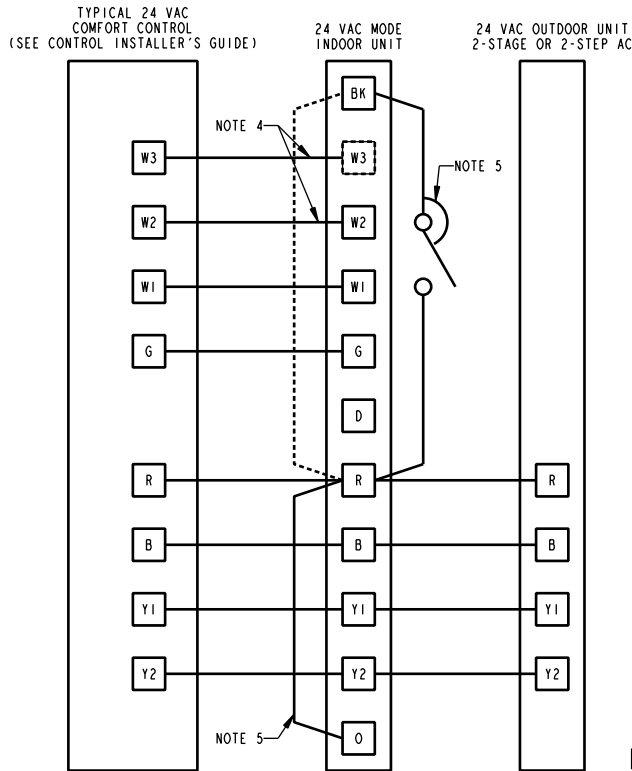 TYPICAL 24 VAC
COMFORT CONTROL
(SEE CONTROL INSTALLER'S GUIDE)
24 VAC MODE
INDOOR UNIT
24 VAC OUTDOOR UNIT
2-STAGE OR 2-STEP AC
BK
NOTE 4
W3
W3
NOTE 5
W2
W2
W1
W1
G
G
D
R
R
R
B
B
B
Y1
Y1
Y1
Y2
Y2
Y2
NOTE 5
O